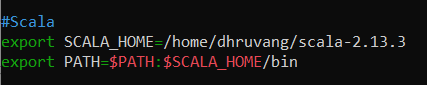 #Scala
export SCALA_HOME=/home/dhruvang/scala-2.13.3
export PATH=$PATH:$SCALA_HOME/bin